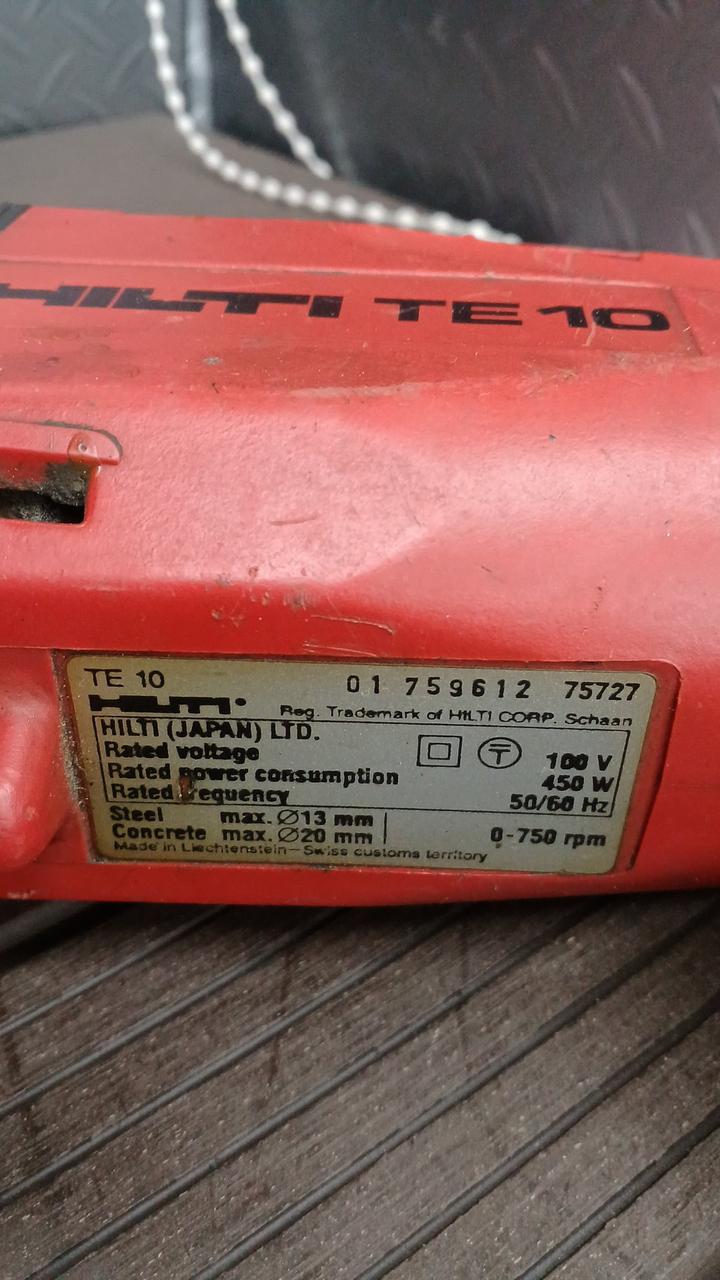 HILTI TE 10
TE 10 01 759612 75727
HILTI Reg. Trademark of HILTI CORP. Schaan
HILTI (JAPAN) LTD.
Rated voltage 100 V
Rated power consumption 450 W
Rated frequency 50/60 Hz
Steel max. Ø13 mm
Concrete max. Ø20 mm 0-750 rpm
Made in Liechtenstein-Swiss customs territory